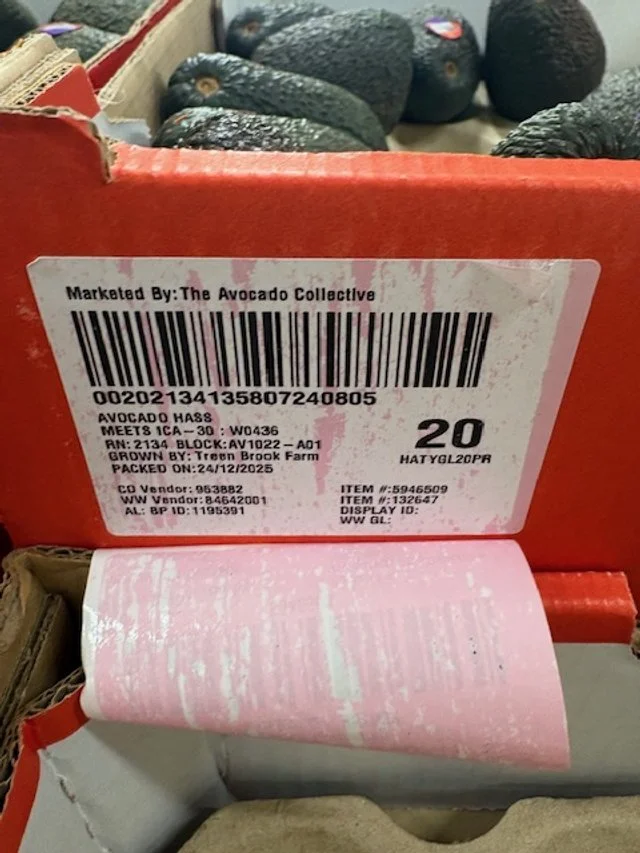 Marketed By: The Avocado Collective
00202134135807240805
AVOCADO HASS
MEETS ICA-30 : W0436
RN: 2134 BLOCK: AV1022-A01
GROWN BY: Treen Brook Farm
PACKED ON: 24/12/2025
20
HATYGL20PR
CO Vendor: 953882
WW Vendor: 84642001
AL: BP ID: 1195391
ITEM #: 5946509
ITEM #: 132647
DISPLAY ID:
WW GL: